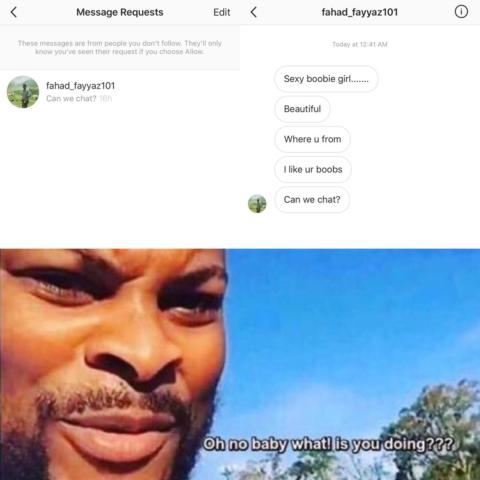 Message Requests
Edit
These messages are from people you don't follow. They'll only
know you've seen their request if you choose Allow.
fahad_fayyaz101
Can we chat? 16h
fahad_fayyaz101
Today at 12:41 AM
Sexy boobie girl.......
Beautiful
Where u from
I like ur boobs
Can we chat?
Oh no baby what! is you doing???